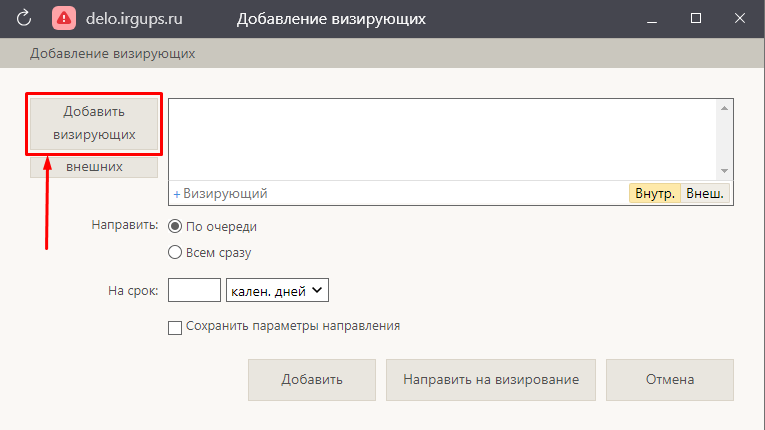 delo.irgups.ru Добавление визирующих
Добавление визирующих
Добавить
визирующих
внешних
+ Визирующий Внутр. Внеш.
Направить: По очереди
Всем сразу
На срок: кален. дней
Сохранить параметры направления
Добавить Направить на визирование Отмена